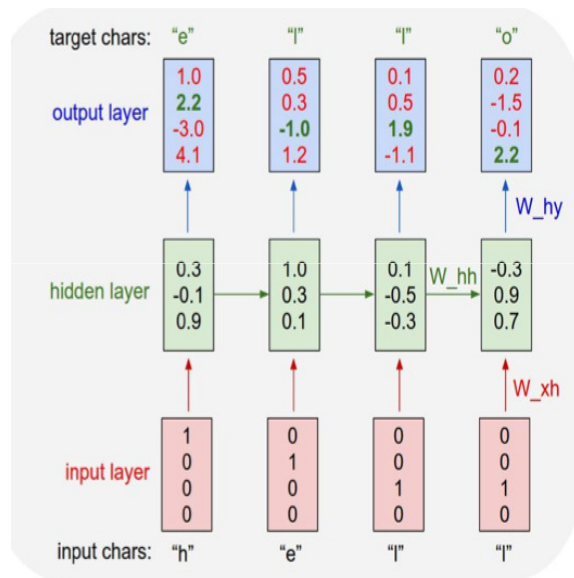 target chars: “e” “l” “l” “o”
output layer
1.0 0.5 0.1 0.2
2.2 0.3 0.5 -1.5
-3.0 -1.0 1.9 -0.1
4.1 1.2 -1.1 2.2
W_hy
hidden layer
0.3 1.0 0.1 -0.3
-0.1 0.3 -0.5 W_hh 0.9
0.9 0.1 -0.3 0.7
W_xh
input layer
1 0 0 0
0 1 0 0
0 0 1 1
0 0 0 0
input chars: “h” “e” “l” “l”